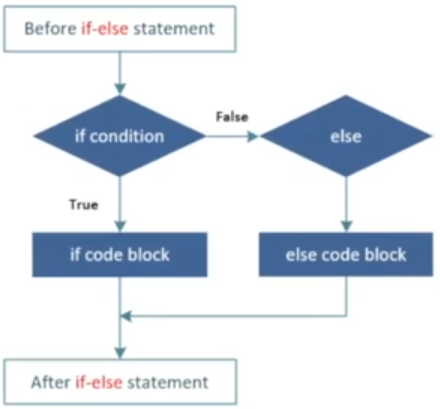 Before if-else statement
if condition
False
else
True
if code block
else code block
After if-else statement